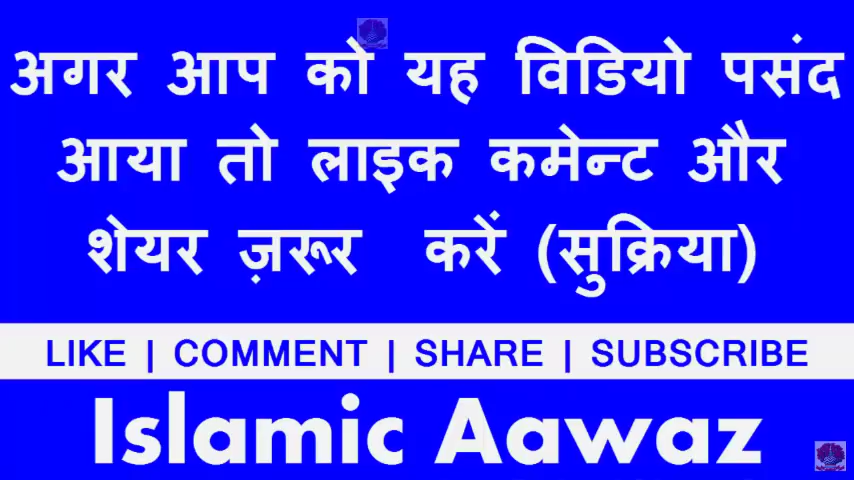 अगर आप को यह विडियो पसंद
आया तो लाइक कमेन्ट और
शेयर ज़रूर करें (सुक्रिया)
LIKE | COMMENT | SHARE | SUBSCRIBE
Islamic Aawaz